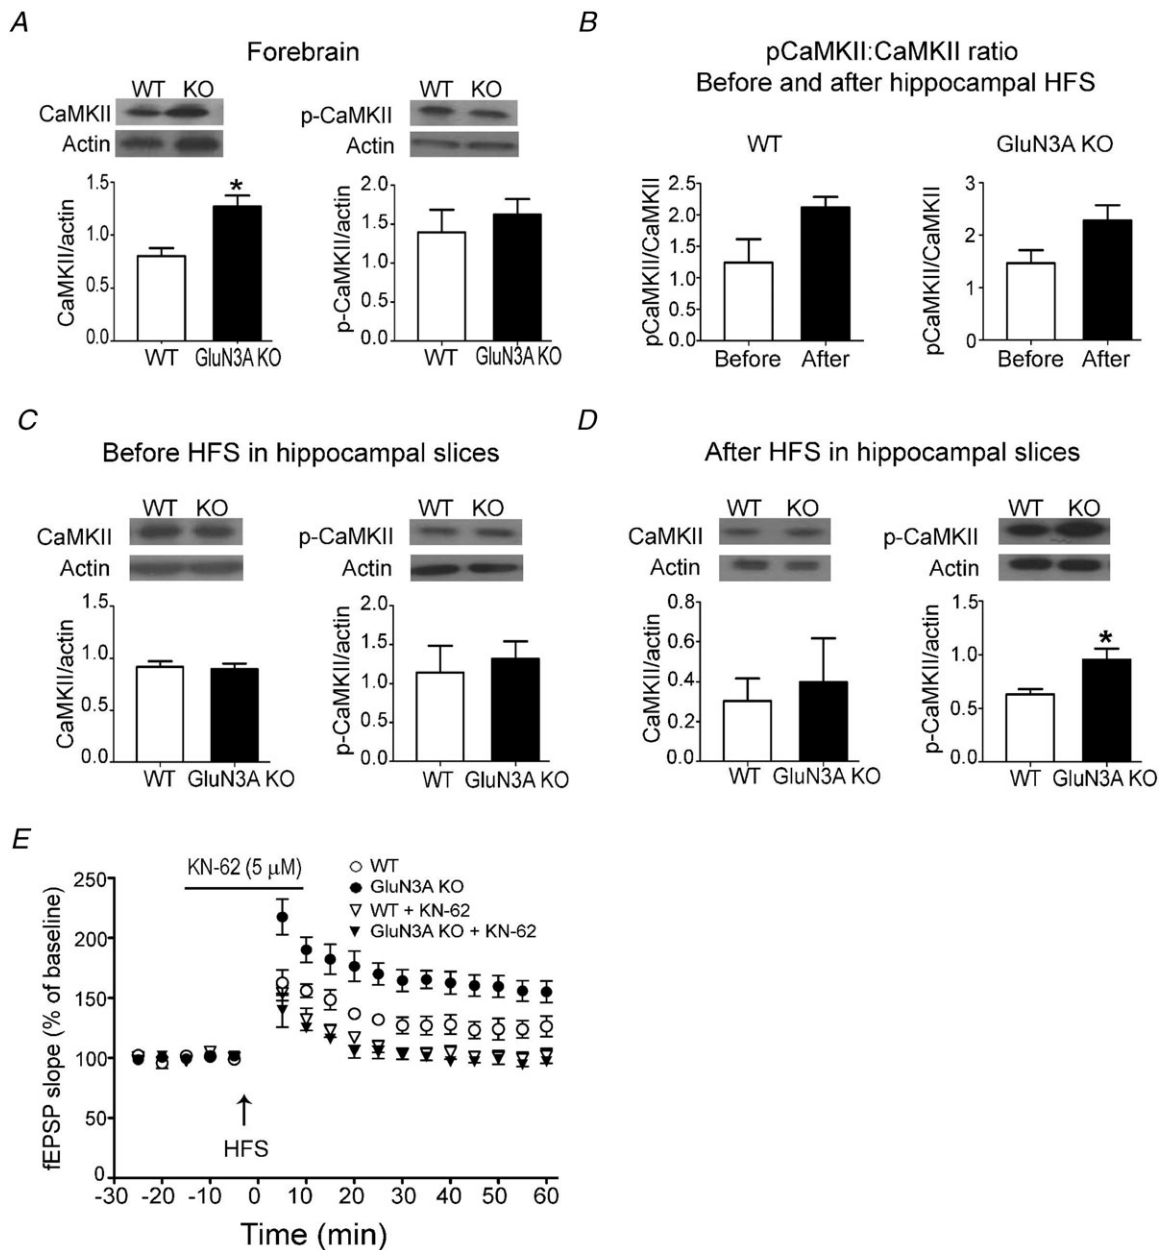 A
Forebrain
WT KO
CaMKII
Actin
CaMKII/actin
1.5
1.0
0.5
0.0
*
WT GluN3A KO
WT KO
p-CaMKII
Actin
p-CaMKII/actin
2.0
1.5
1.0
0.5
0.0
WT GluN3A KO
B
pCaMKII:CaMKII ratio
Before and after hippocampal HFS
WT
pCaMKII/CaMKII
2.5
2.0
1.5
1.0
0.5
0.0
Before After
GluN3A KO
pCaMKII/CaMKII
3
2
1
0
Before After
C
Before HFS in hippocampal slices
WT KO
CaMKII
Actin
CaMKII/actin
1.5
1.0
0.5
0.0
WT GluN3A KO
WT KO
p-CaMKII
Actin
p-CaMKII/actin
2.0
1.5
1.0
0.5
0.0
WT GluN3A KO
D
After HFS in hippocampal slices
WT KO
CaMKII
Actin
CaMKII/actin
0.8
0.6
0.4
0.2
0.0
WT GluN3A KO
WT KO
p-CaMKII
Actin
p-CaMKII/actin
1.5
1.0
0.5
0.0
*
WT GluN3A KO
E
KN-62 (5 μM)
WT
GluN3A KO
WT + KN-62
GluN3A KO + KN-62
fEPSP slope (% of baseline)
250
200
150
100
50
0
HFS
-30 -20 -10 0 10 20 30 40 50 60
Time (min)